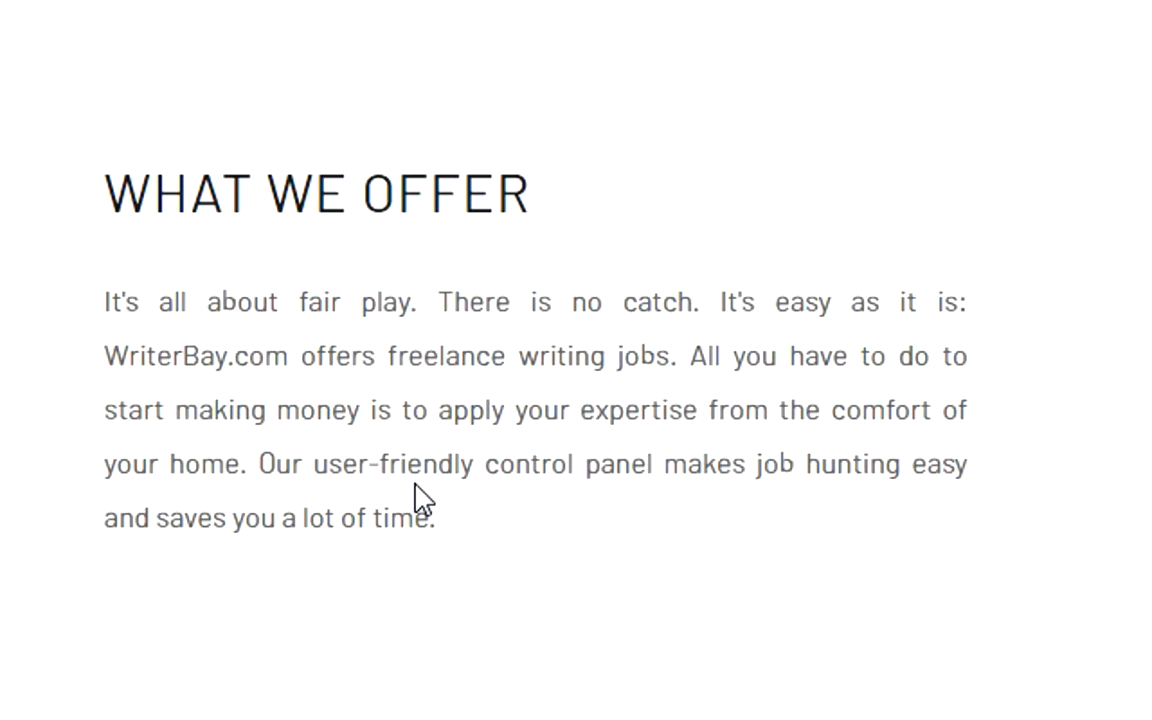 WHAT WE OFFER
It's all about fair play. There is no catch. It's easy as it is:
WriterBay.com offers freelance writing jobs. All you have to do to
start making money is to apply your expertise from the comfort of
your home. Our user-friendly control panel makes job hunting easy
and saves you a lot of time.